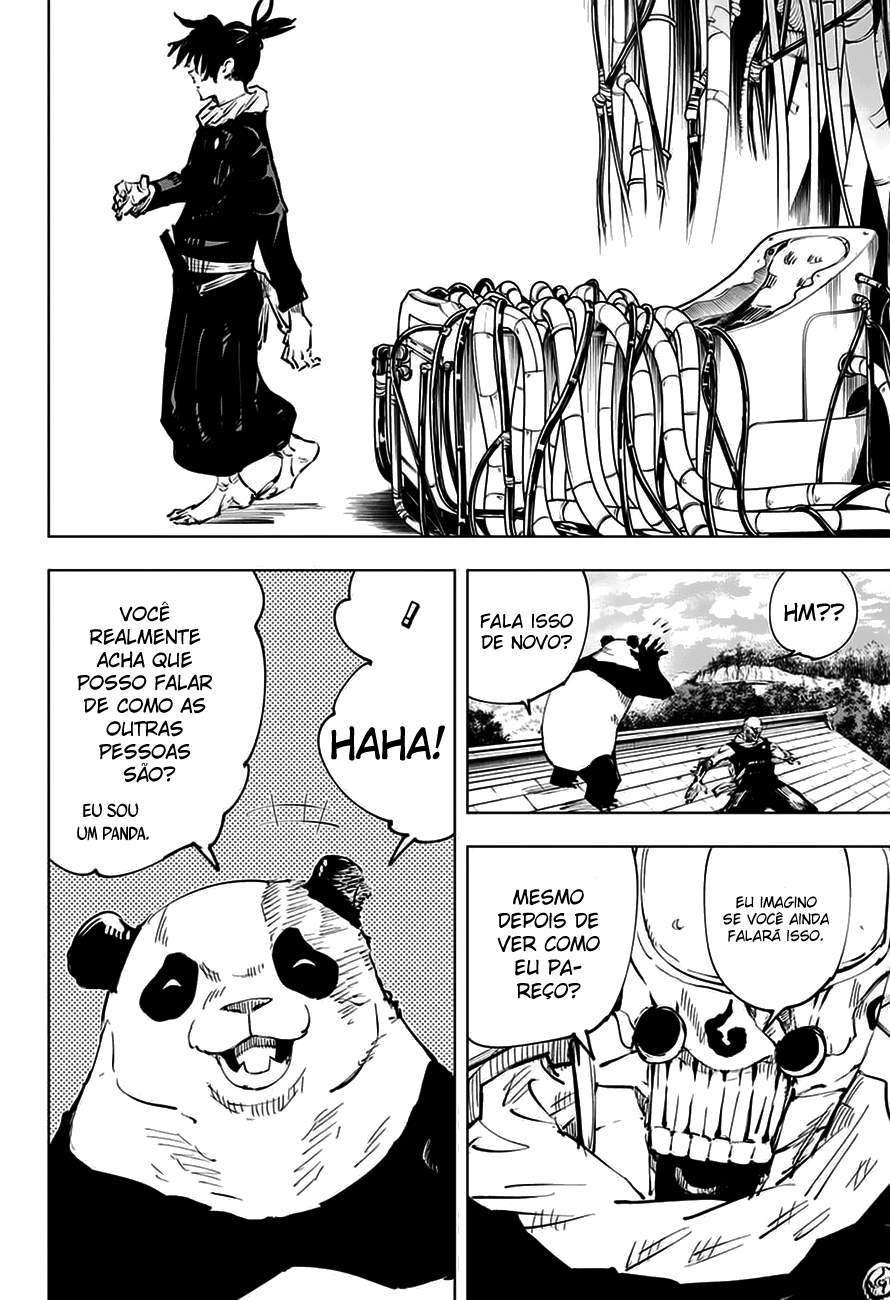 HM??
FALA ISSO
DE NOVO?
EU IMAGINO
SE VOCÊ AINDA
FALARÁ ISSO.
MESMO
DEPOIS DE
VER COMO
EU PA-
REÇO?
!
HAHA!
VOCÊ
REALMENTE
ACHA QUE
POSSO FALAR
DE COMO AS
OUTRAS
PESSOAS
SÃO?
EU SOU
UM PANDA.